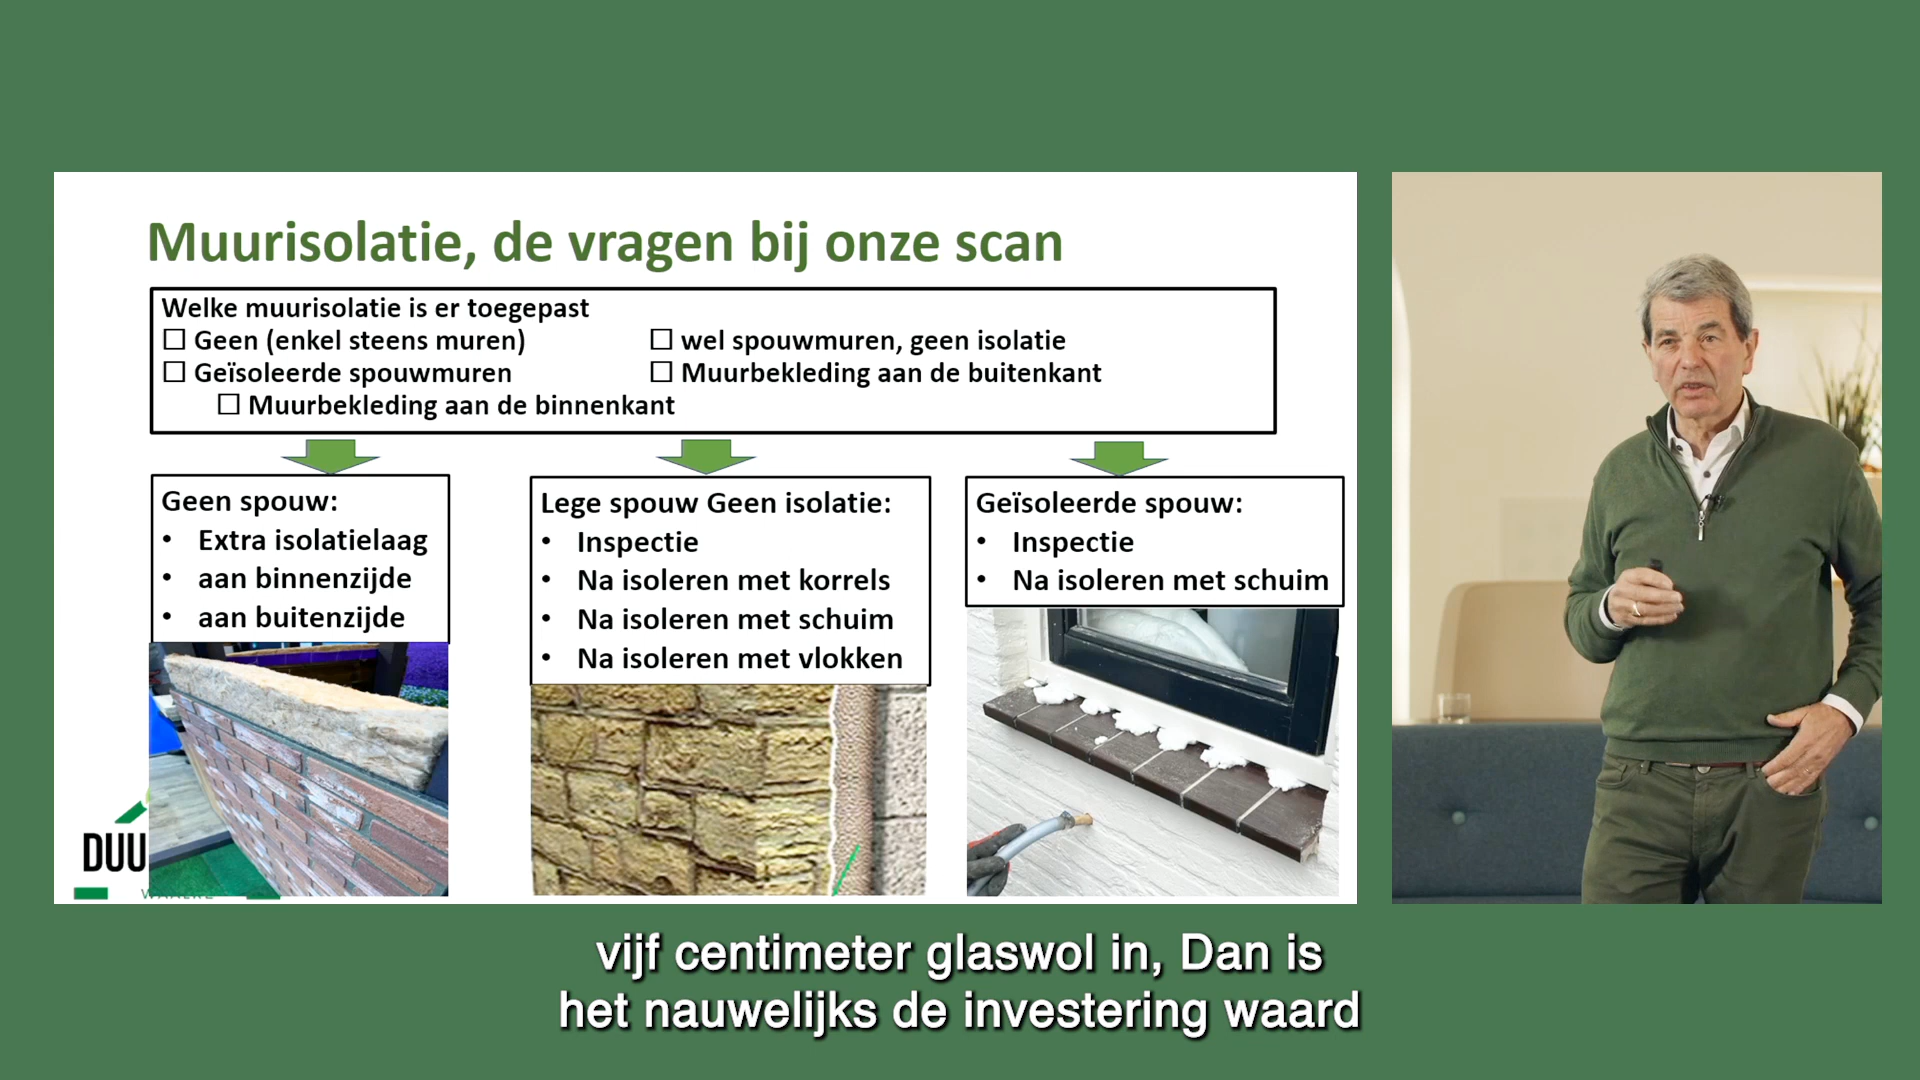 Muurisolatie, de vragen bij onze scan
Welke muurisolatie is er toegepast
☐ Geen (enkel steens muren) ☐ wel spouwmuren, geen isolatie
☐ Geïsoleerde spouwmuren ☐ Muurbekleding aan de buitenkant
☐ Muurbekleding aan de binnenkant
Geen spouw:
• Extra isolatielaag
• aan binnenzijde
• aan buitenzijde
Lege spouw Geen isolatie:
• Inspectie
• Na isoleren met korrels
• Na isoleren met schuim
• Na isoleren met vlokken
Geïsoleerde spouw:
• Inspectie
• Na isoleren met schuim
DUU
vijf centimeter glaswol in, Dan is
het nauwelijks de investering waard